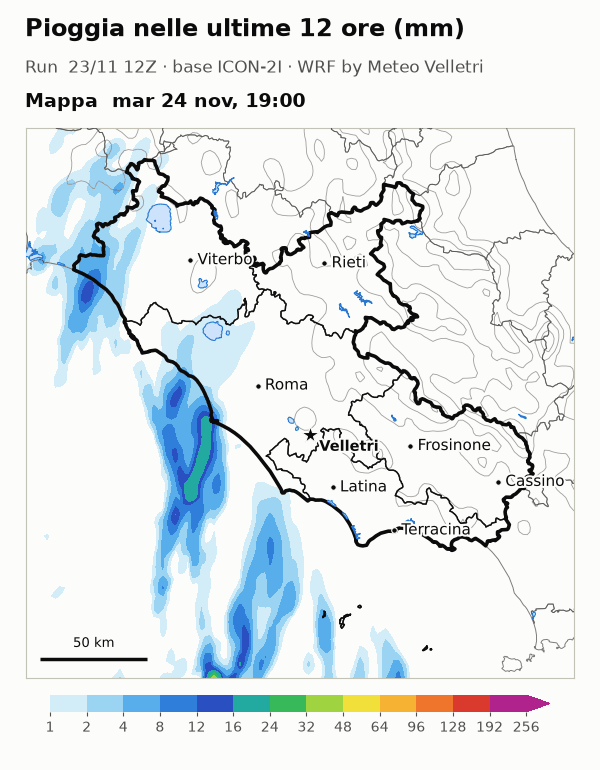 Pioggia nelle ultime 12 ore (mm)
Run  23/11 12Z · base ICON-2I · WRF by Meteo Velletri
Mappa  mar 24 nov, 19:00
Viterbo
Rieti
Roma
Velletri
Frosinone
Latina
Cassino
Terracina
50 km
1 2 4 8 12 16 24 32 48 64 96 128 192 256